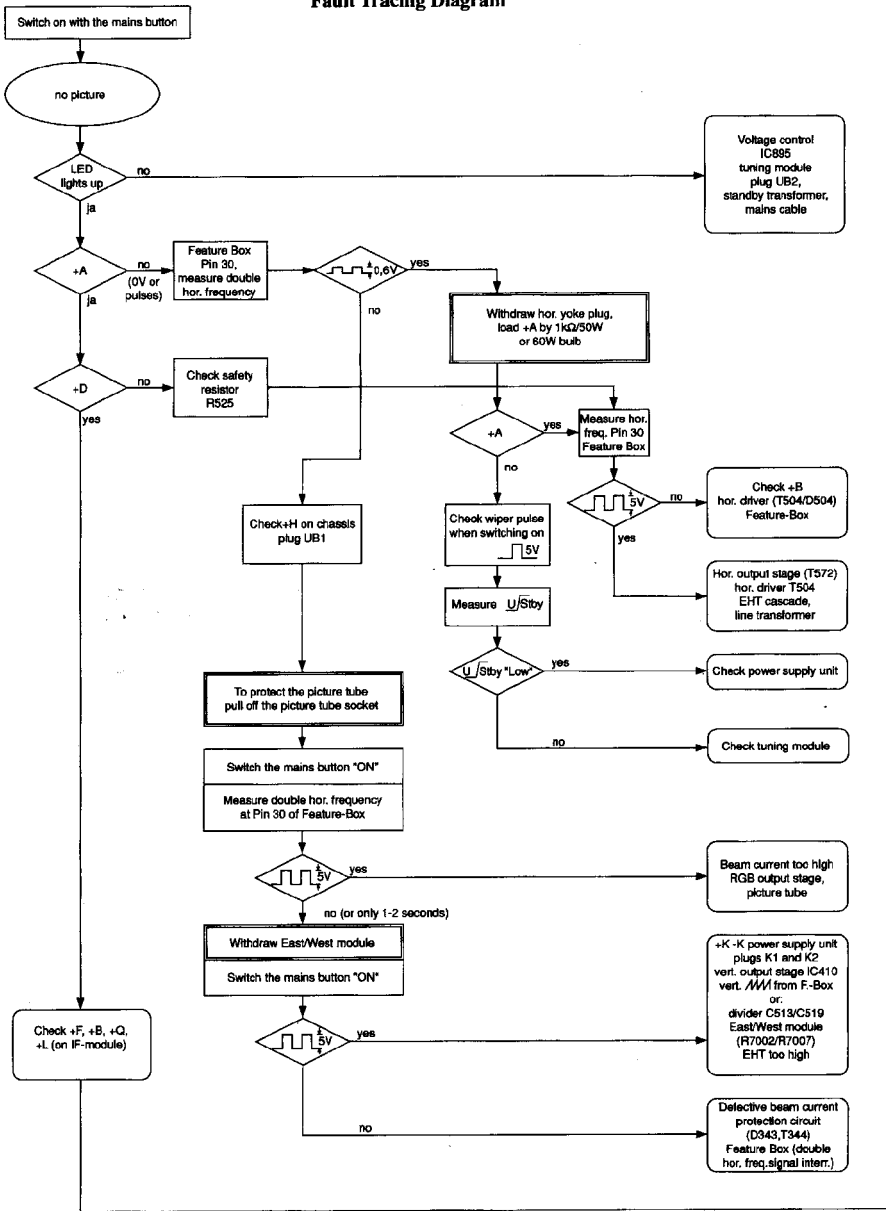 Fault Tracing Diagram
Switch on with the mains button
no picture
LED
lights up
no
ja
Voltage control
IC895
tuning module
plug UB2,
standby transformer,
mains cable
+A
no
(0V or
pulses)
ja
Feature Box
Pin 30,
measure double
hor. frequency
0,6V
yes
no
Withdraw hor. yoke plug,
load +A by 1kΩ/50W
or 60W bulb
+D
no
yes
Check safety
resistor
R525
+A
yes
no
Measure hor.
freq. Pin 30
Feature Box
5V
no
yes
Check +B
hor. driver (T504/D504)
Feature-Box
Check+H on chassis
plug UB1
Check wiper pulse
when switching on
5V
Hor. output stage (T572)
hor. driver T504
EHT cascade,
line transformer
Measure U Stby
U Stby "Low"
yes
no
Check power supply unit
Check tuning module
To protect the picture tube
pull off the picture tube socket
Switch the mains button "ON"
Measure double hor. frequency
at Pin 30 of Feature-Box
5V
yes
no (or only 1-2 seconds)
Beam current too high
RGB output stage,
picture tube
Withdraw East/West module
Switch the mains button "ON"
5V
yes
no
+K -K power supply unit
plugs K1 and K2
vert. output stage IC410
vert. from F.-Box
or:
divider C513/C519
East/West module
(R7002/R7007)
EHT too high
Check +F, +B, +Q,
+L (on IF-module)
Defective beam current
protection circuit
(D343,T344)
Feature Box (double
hor. freq.signal interr.)